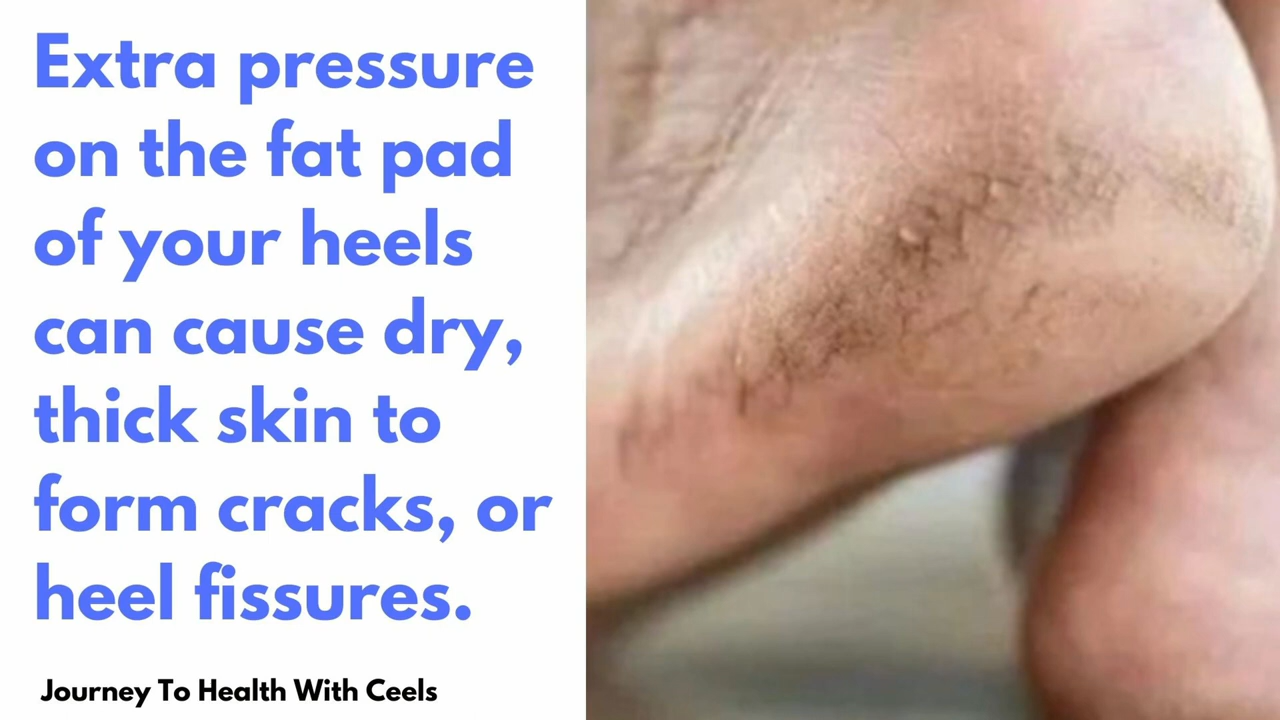 Extra pressure
on the fat pad
of your heels
can cause dry,
thick skin to
form cracks, or
heel fissures.
Journey To Health With Ceels